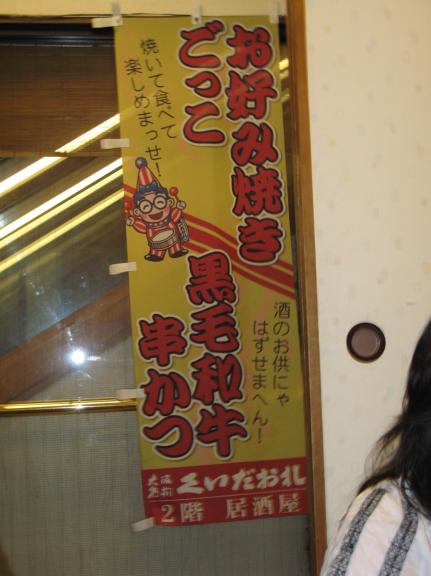 お好み焼き
ごっこ
焼いて食べて
楽しめまっせ！
酒のお供にゃ
はずせまへん！
黒毛和牛
串かつ
大阪名物 くいだおれ
2階 居酒屋